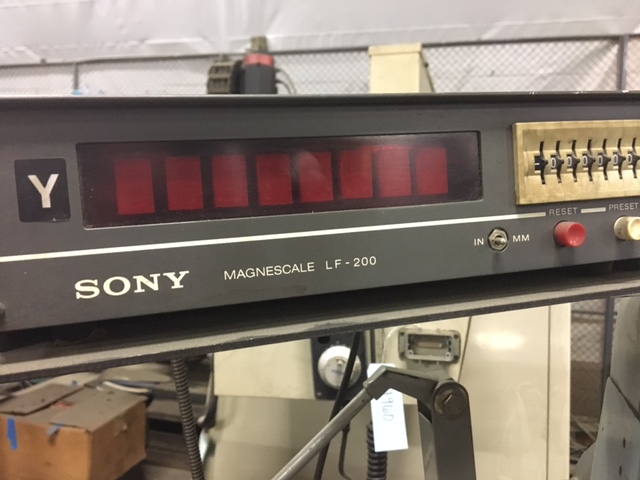 Y
RESET PRESET
IN MM
SONY MAGNESCALE LF-200